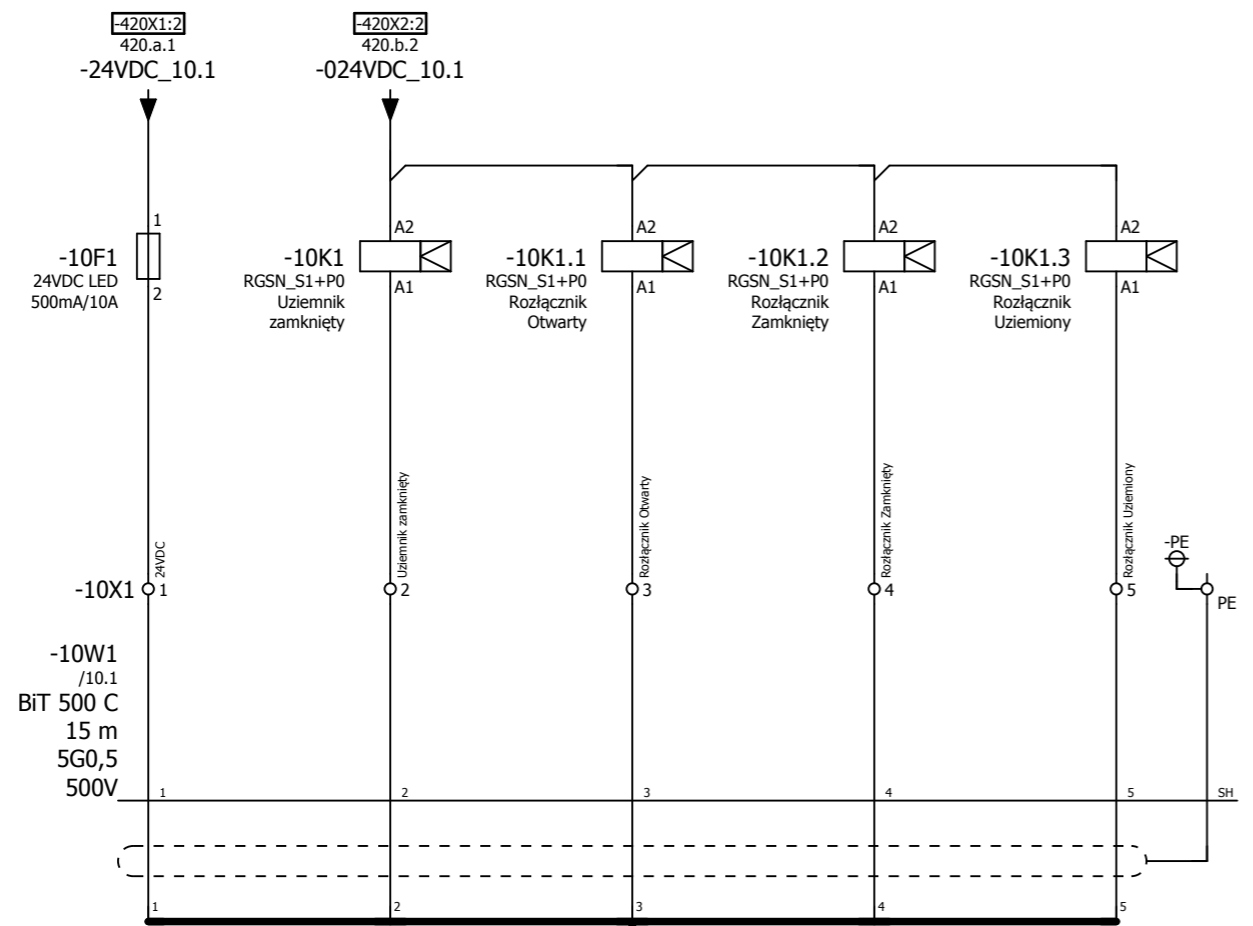 -420X1:2
420.a.1
-24VDC_10.1
-420X2:2
420.b.2
-024VDC_10.1
1
-10F1
24VDC LED
500mA/10A
2
A2
-10K1
RGSN_S1+P0
Uziemnik
zamknięty
A1
A2
-10K1.1
RGSN_S1+P0
Rozłącznik
Otwarty
A1
A2
-10K1.2
RGSN_S1+P0
Rozłącznik
Zamknięty
A1
A2
-10K1.3
RGSN_S1+P0
Rozłącznik
Uziemiony
A1
24VDC
Uziemnik zamknięty
Rozłącznik Otwarty
Rozłącznik Zamknięty
Rozłącznik Uziemiony
-PE
-10X1
1
2
3
4
5
PE
-10W1
/10.1
BiT 500 C
15 m
5G0,5
500V
1
2
3
4
5
SH
1
2
3
4
5